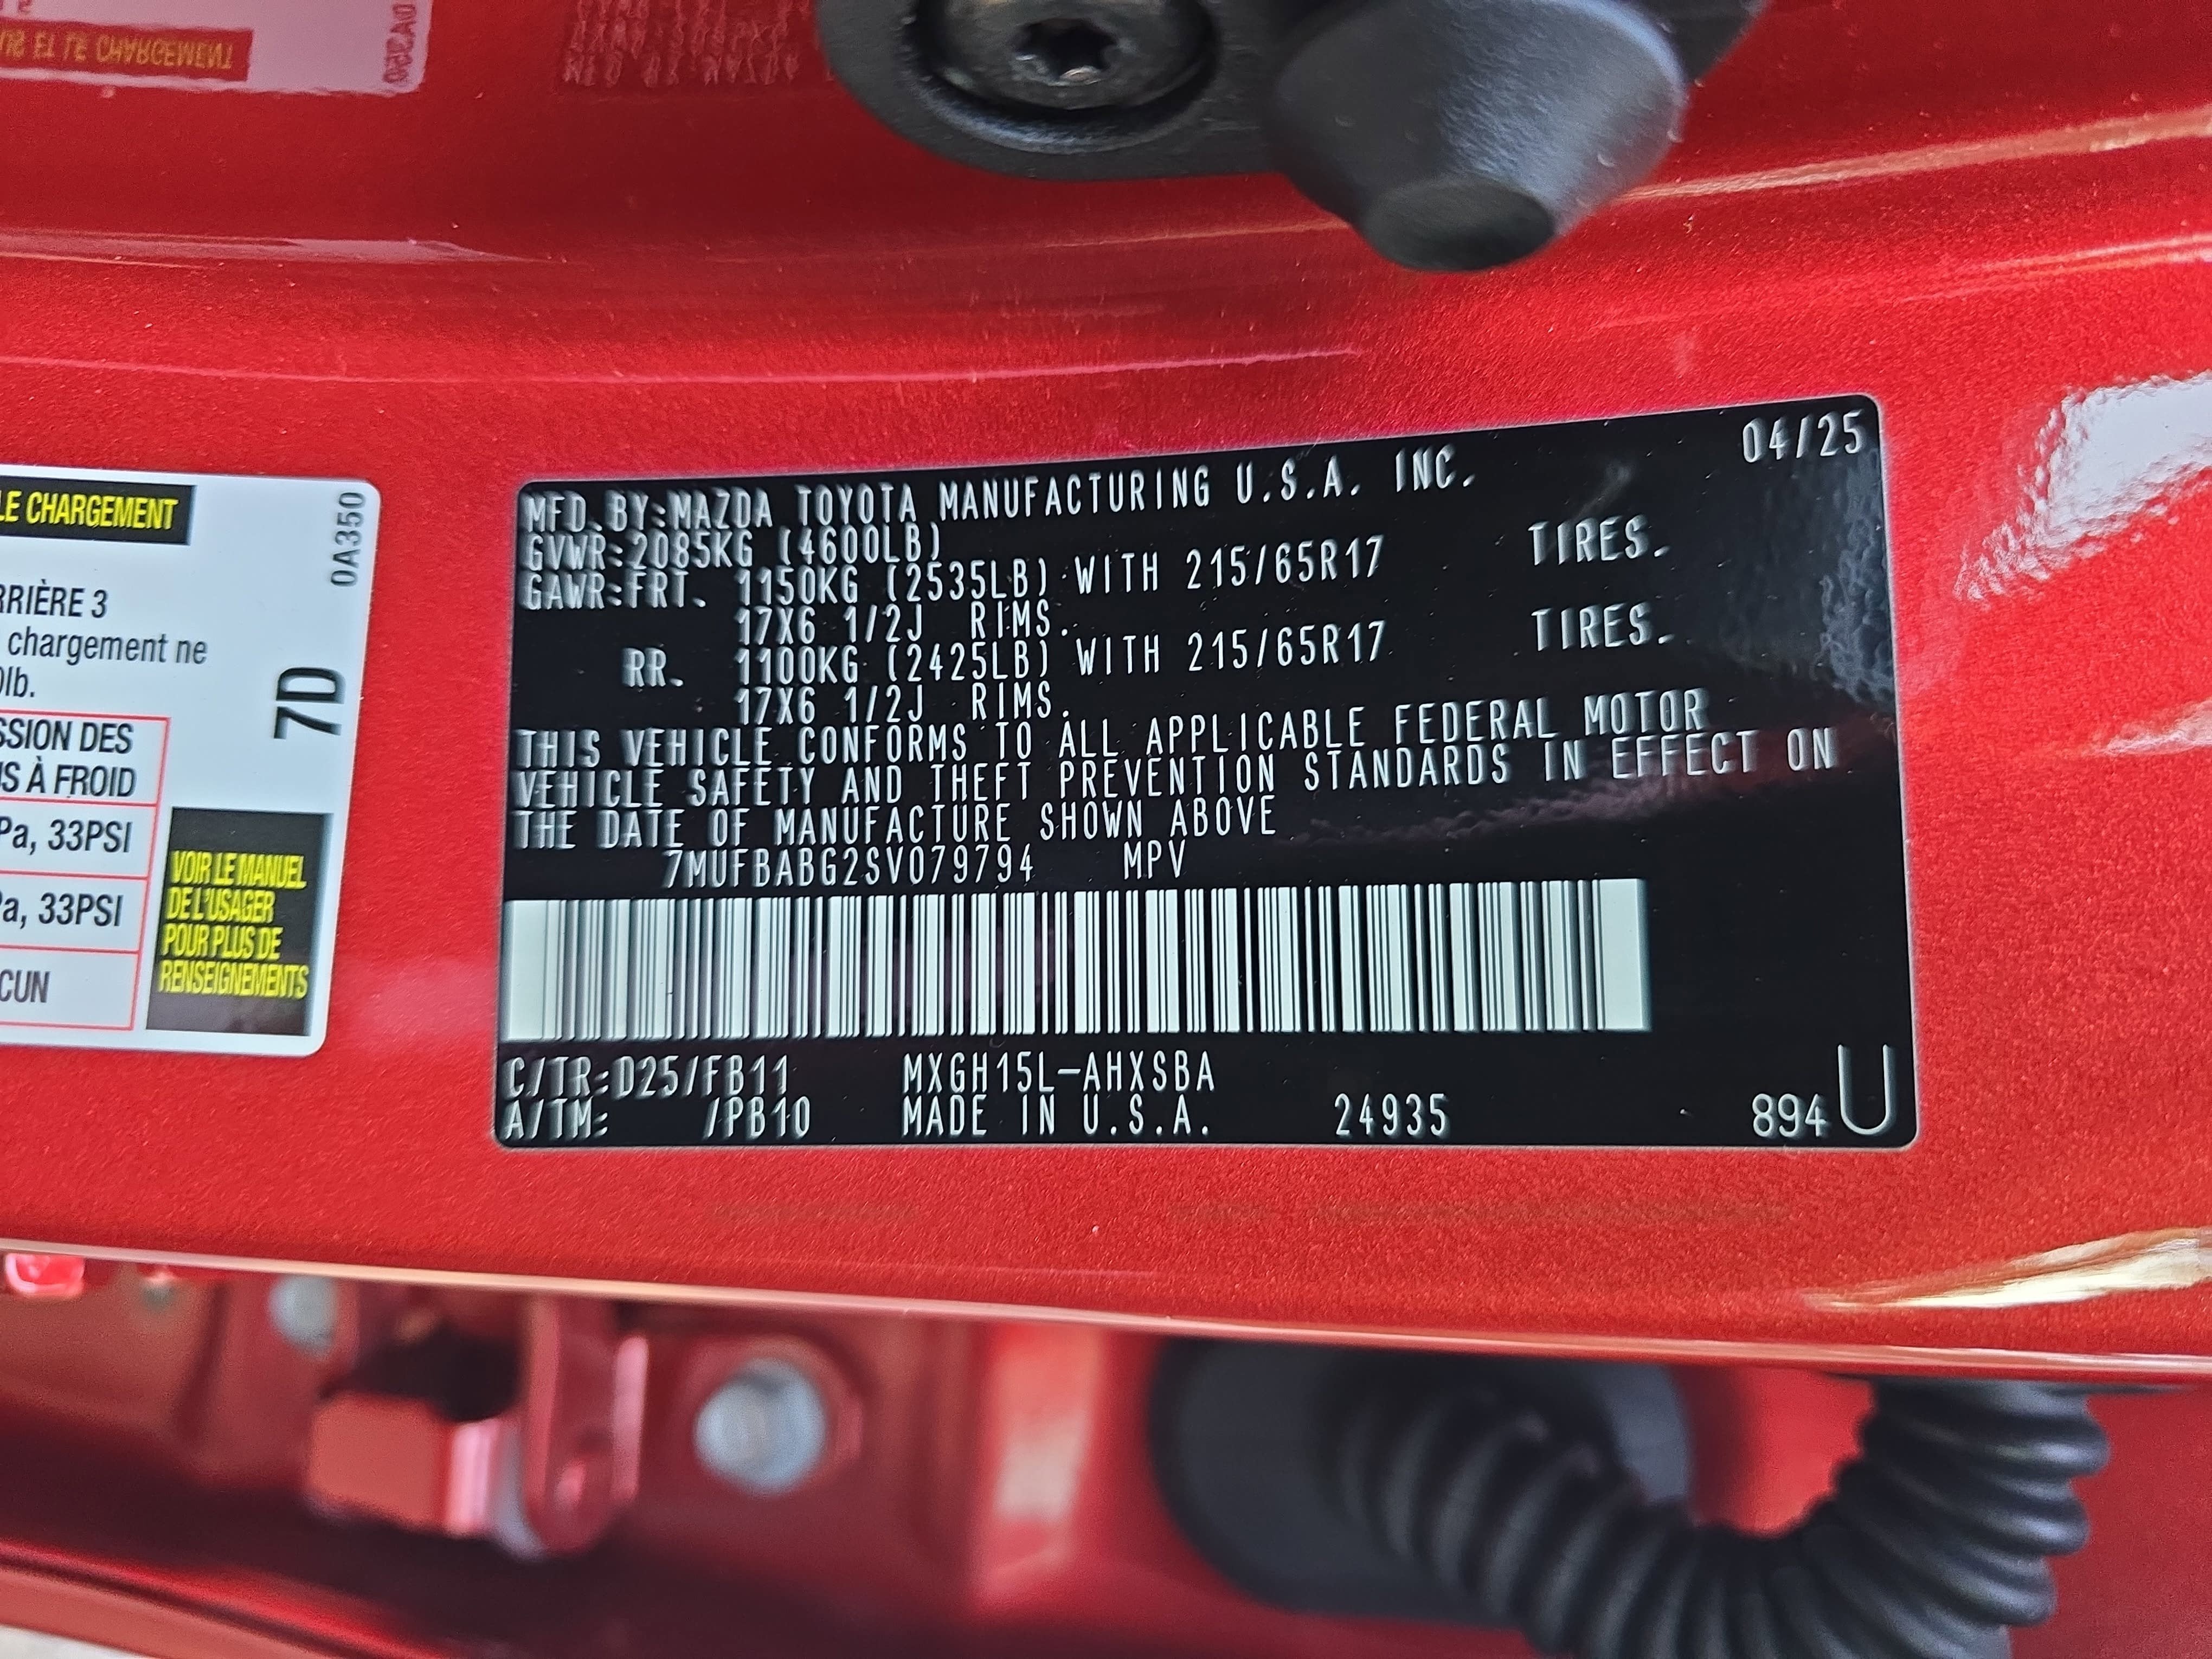 LE CHARGEMENT
0A350
RRIÈRE 3
chargement ne
0lb.
7D
SSION DES
S À FROID
Pa, 33PSI
Pa, 33PSI
CUN
VOIR LE MANUEL
DE L'USAGER
POUR PLUS DE
RENSEIGNEMENTS
MFD.BY:MAZDA TOYOTA MANUFACTURING U.S.A. INC. 04/25
GVWR:2085KG (4600LB)
GAWR:FRT. 1150KG (2535LB) WITH 215/65R17 TIRES.
17X6 1/2J RIMS.
RR. 1100KG (2425LB) WITH 215/65R17 TIRES.
17X6 1/2J RIMS.
THIS VEHICLE CONFORMS TO ALL APPLICABLE FEDERAL MOTOR
VEHICLE SAFETY AND THEFT PREVENTION STANDARDS IN EFFECT ON
THE DATE OF MANUFACTURE SHOWN ABOVE
7MUFBABG2SV079794 MPV
C/TR:D25/FB11 MXGH15L-AHXSBA
A/TM: /PB10 MADE IN U.S.A. 24935 894 U